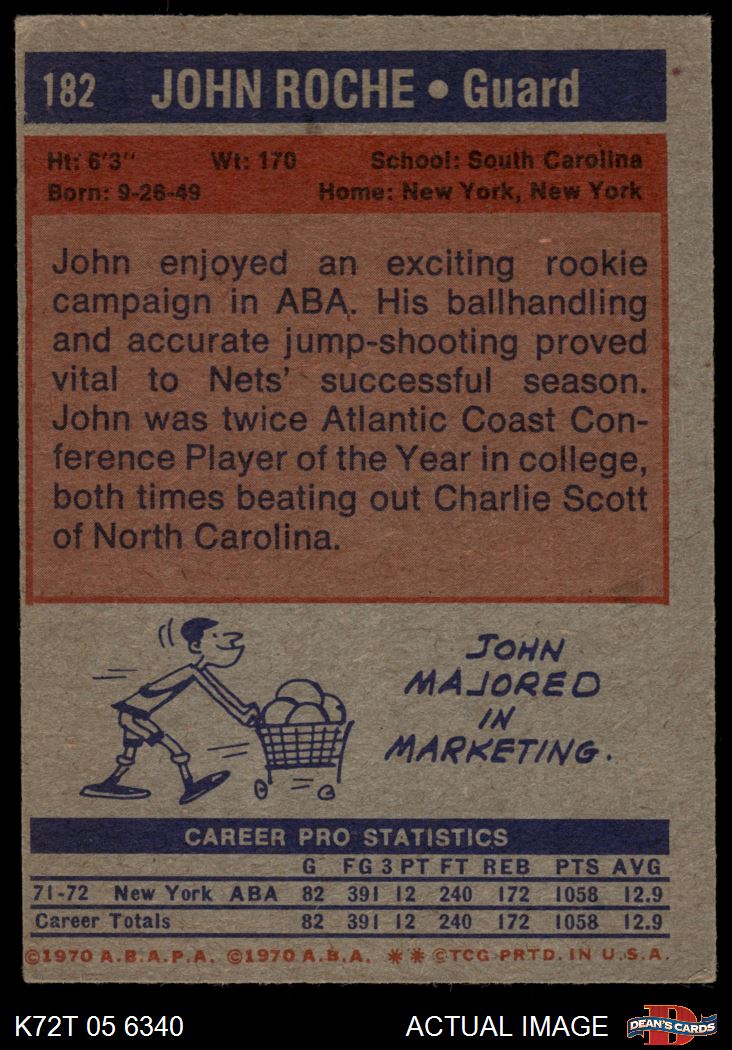 182 JOHN ROCHE • Guard
Ht: 6'3" Wt: 170 School: South Carolina
Born: 9-26-49 Home: New York, New York
John enjoyed an exciting rookie
campaign in ABA. His ballhandling
and accurate jump-shooting proved
vital to Nets' successful season.
John was twice Atlantic Coast Con-
ference Player of the Year in college,
both times beating out Charlie Scott
of North Carolina.
JOHN
MAJORED
IN
MARKETING.
CAREER PRO STATISTICS
G FG 3 PT FT REB PTS AVG
71-72 New York ABA 82 391 12 240 172 1058 12.9
Career Totals 82 391 12 240 172 1058 12.9
©1970 A.B.A.P.A. ©1970 A.B.A. ** ©TCG PRTD. IN U.S.A.
K72T 05 6340 ACTUAL IMAGE DEAN'S CARDS